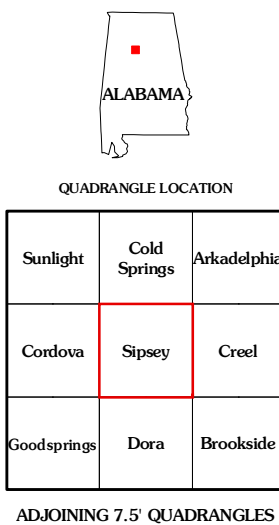 ALABAMA
QUADRANGLE LOCATION
Sunlight
Cold
Springs
Arkadelphia
Cordova
Sipsey
Creel
Goodsprings
Dora
Brookside
ADJOINING 7.5' QUADRANGLES